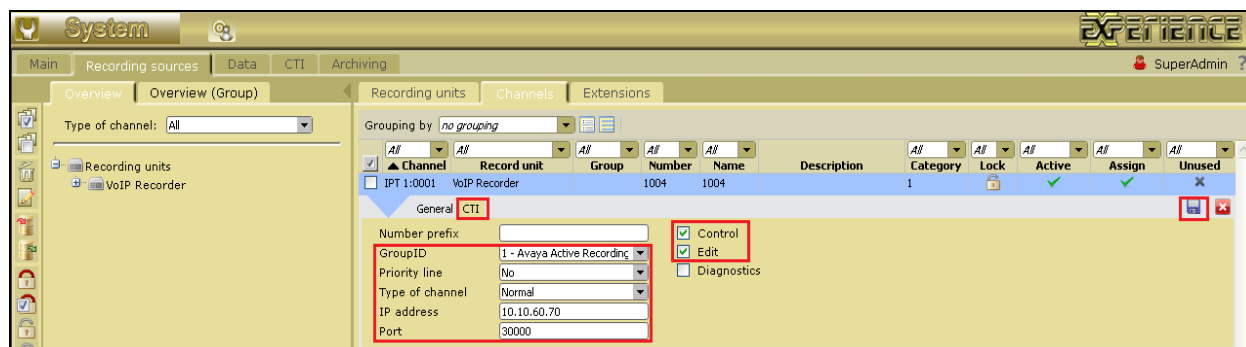 System
EXPERIENCE
Main Recording sources Data CTI Archiving
SuperAdmin ?
Overview Overview (Group)
Recording units Channels Extensions
Type of channel: All
Grouping by no grouping
All All All All All All All All All All
Channel Record unit Group Number Name Description Category Lock Active Assign Unused
Recording units
VoIP Recorder
IPT 1:0001 VoIP Recorder 1004 1004 1
General CTI
Number prefix
Control
GroupID 1 - Avaya Active Recording
Edit
Priority line No
Diagnostics
Type of channel Normal
IP address 10.10.60.70
Port 30000